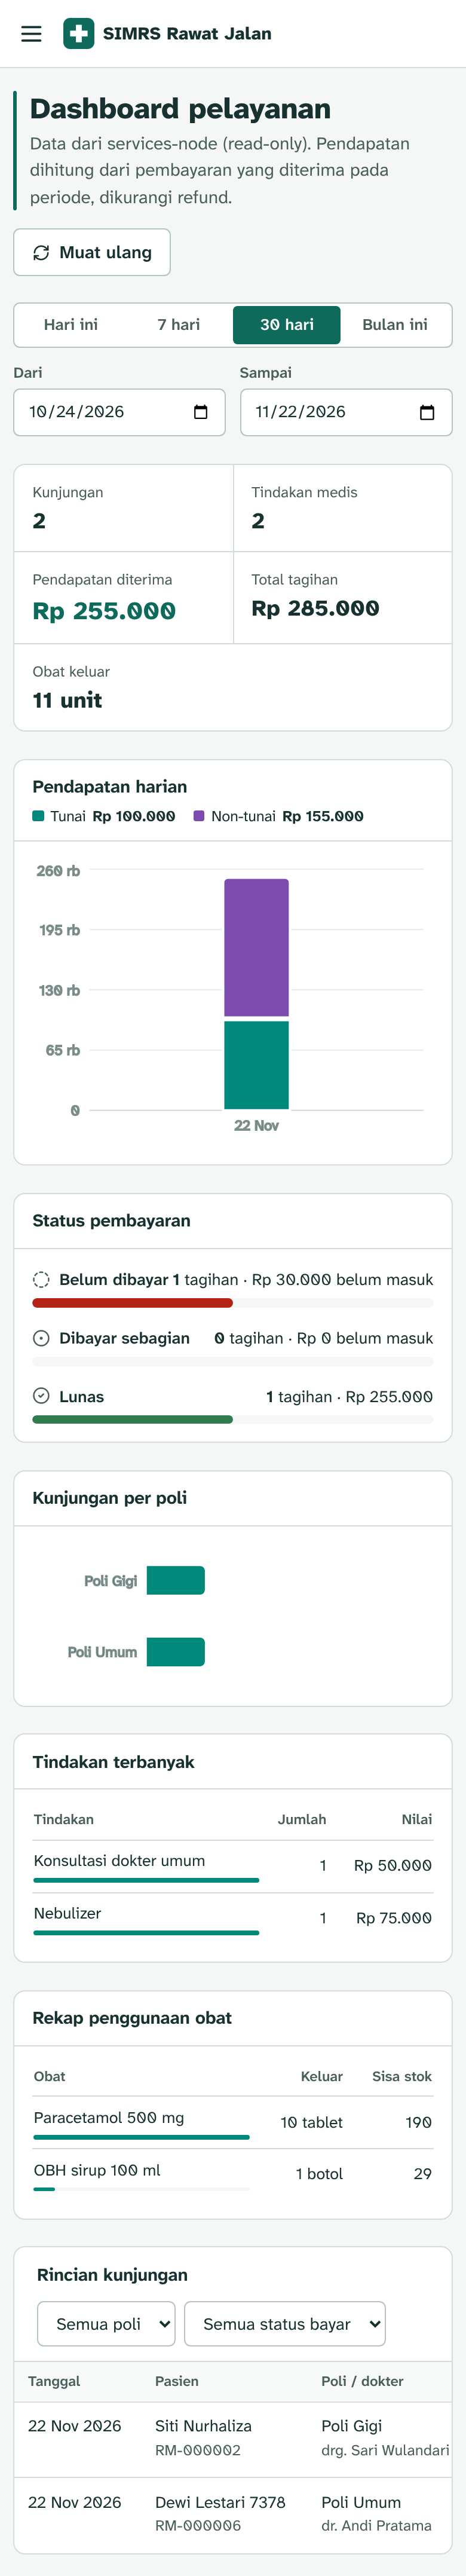 SIMRS Rawat Jalan
Dashboard pelayanan
Data dari services-node (read-only). Pendapatan
dihitung dari pembayaran yang diterima pada
periode, dikurangi refund.
Muat ulang
Hari ini 7 hari 30 hari Bulan ini
Dari Sampai
10/24/2026 11/22/2026
Kunjungan Tindakan medis
2 2
Pendapatan diterima Total tagihan
Rp 255.000 Rp 285.000
Obat keluar
11 unit
Pendapatan harian
Tunai Rp 100.000 Non-tunai Rp 155.000
260 rb
195 rb
130 rb
65 rb
0
22 Nov
Status pembayaran
Belum dibayar 1 tagihan · Rp 30.000 belum masuk
Dibayar sebagian 0 tagihan · Rp 0 belum masuk
Lunas 1 tagihan · Rp 255.000
Kunjungan per poli
Poli Gigi
Poli Umum
Tindakan terbanyak
Tindakan Jumlah Nilai
Konsultasi dokter umum 1 Rp 50.000
Nebulizer 1 Rp 75.000
Rekap penggunaan obat
Obat Keluar Sisa stok
Paracetamol 500 mg 10 tablet 190
OBH sirup 100 ml 1 botol 29
Rincian kunjungan
Semua poli Semua status bayar
Tanggal Pasien Poli / dokter
22 Nov 2026 Siti Nurhaliza Poli Gigi
RM-000002 drg. Sari Wulandari
22 Nov 2026 Dewi Lestari 7378 Poli Umum
RM-000006 dr. Andi Pratama